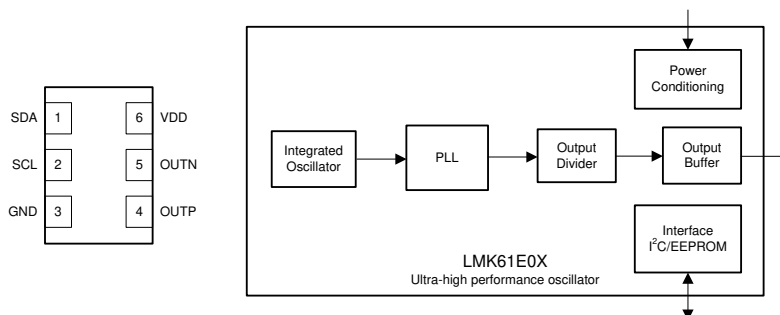 SDA 1 6 VDD
SCL 2 5 OUTN
GND 3 4 OUTP
Power
Conditioning
Integrated
Oscillator
PLL
Output
Divider
Output
Buffer
Interface
I²C/EEPROM
LMK61E0X
Ultra-high performance oscillator